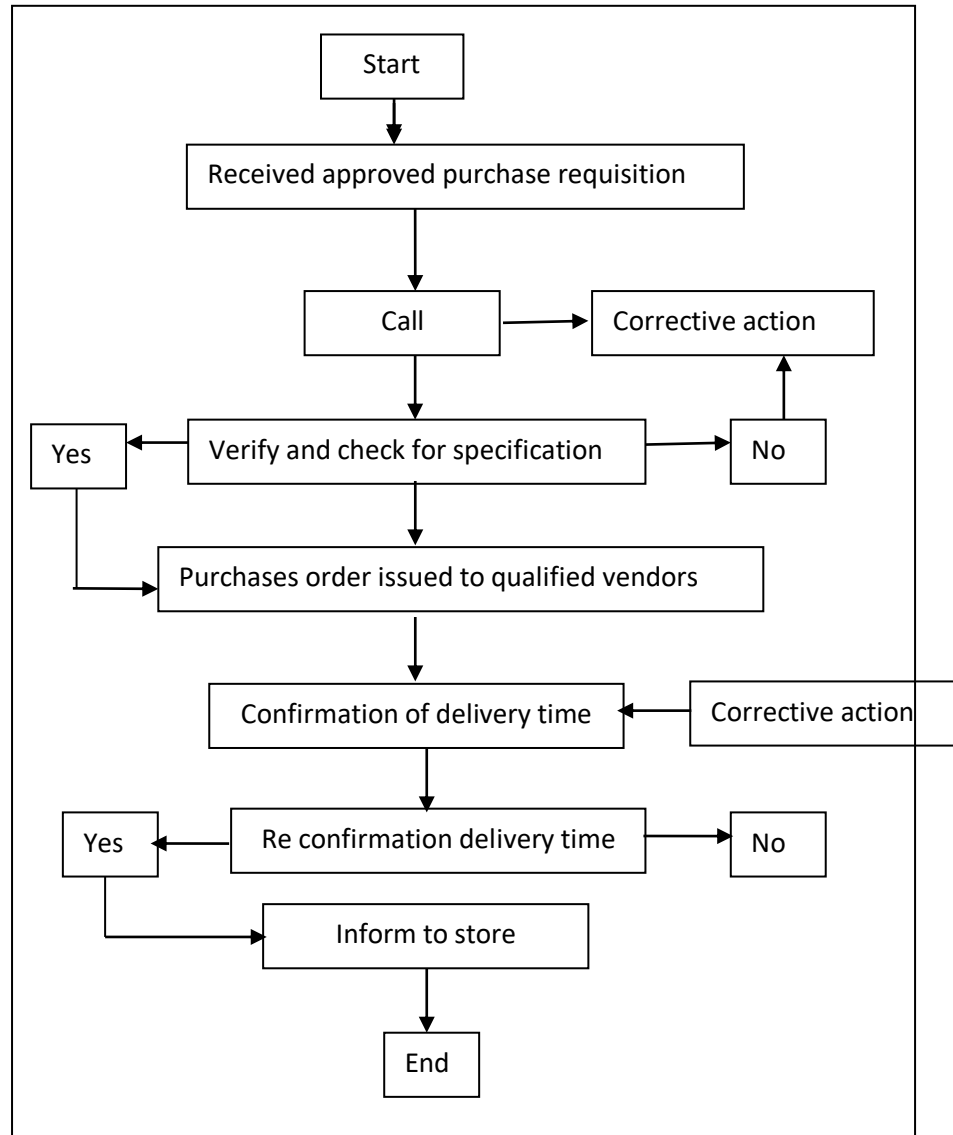 Start
Received approved purchase requisition
Call
Corrective action
Yes
Verify and check for specification
No
Purchases order issued to qualified vendors
Confirmation of delivery time
Corrective action
Yes
Re confirmation delivery time
No
Inform to store
End